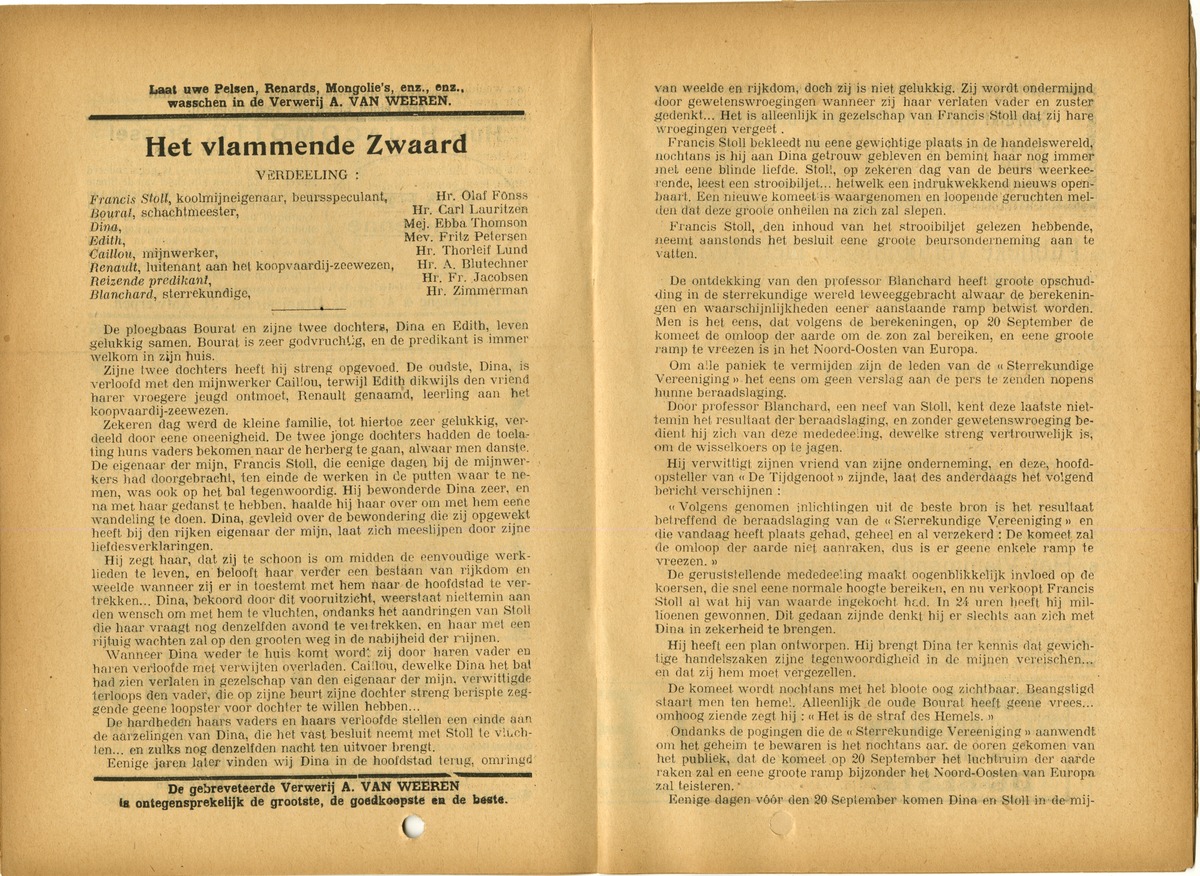 Laat uwe Pelsen, Renards, Mongolie's, enz., enz.,
wasschen in de Verwerij A. VAN WEEREN.
Het vlammende Zwaard
VERDEELING :
Francis Stoll, koolmijneigenaar, beursspeculant, Hr. Olaf Fönss
Bourat, schachtmeester, Hr. Carl Lauritzen
Dina, Mej. Ebba Thomson
Edith, Mev. Fritz Petersen
Caillou, mijnwerker, Hr. Thorleif Lund
Renault, luitenant aan het koopvaardij-zeewezen, Hr. A. Blutechner
Reizende predikant, Hr. Fr. Jacobsen
Blanchard, sterrekundige, Hr. Zimmerman
De ploegbaas Bourat en zijne twee dochters, Dina en Edith, leven
gelukkig samen. Bourat is zeer godvruchtig, en de predikant is immer
welkom in zijn huis.
Zijne twee dochters heeft hij streng opgevoed. De oudste, Dina, is
verloofd met den mijnwerker Caillou, terwijl Edith dikwijls den vriend
harer vroegere jeugd ontmoet, Renault genaamd, leerling aan het
koopvaardij-zeewezen.
Zekeren dag werd de kleine familie, tot hiertoe zeer gelukkig, ver-
deeld door eene oneenigheid. De twee jonge dochters hadden de toela-
ting huns vaders bekomen naar de herberg te gaan, alwaar men danste.
De eigenaar der mijn, Francis Stoll, die eenige dagen bij de mijnwer-
kers had doorgebracht, ten einde de werken in de putten waar te ne-
men, was ook op het bal tegenwoordig. Hij bewonderde Dina zeer, en
na met haar gedanst te hebben, haalde hij haar over om met hem eene
wandeling te doen. Dina, gevleid over de bewondering die zij opgewekt
heeft bij den rijken eigenaar der mijn, laat zich meeslijpen door zijne
liefdesverklaringen.
Hij zegt haar, dat zij te schoon is om midden de eenvoudige werk-
lieden te leven, en belooft haar verder een bestaan van rijkdom en
weelde wanneer zij er in toestemt met hem naar de hoofdstad te ver-
trekken... Dina, bekoord door dit vooruitzicht, weerstaat niettemin aan
den wensch om met hem te vluchten, ondanks het aandringen van Stoll
die haar vraagt nog denzelfden avond te vertrekken, en haar met een
rijtuig wachten zal op den grooten weg in de nabijheid der mijnen.
Wanneer Dina weder te huis komt wordt zij door haren vader en
haren verloofde met verwijten overladen. Caillou, dewelke Dina het bal
had zien verlaten in gezelschap van den eigenaar der mijn, verwittigde
terloops den vader, die op zijne beurt zijne dochter streng berispte zeg-
gende geene loopster voor dochter te willen hebben...
De hardheden haars vaders en haars verloofde stellen een einde aan
de aarzelingen van Dina, die het vast besluit neemt met Stoll te vluch-
ten... en zulks nog denzelfden nacht ten uitvoer brengt.
Eenige jaren later vinden wij Dina in de hoofdstad terug, omringd
De gebreveteerde Verwerij A. VAN WEEREN
is ontegensprekelijk de grootste, de goedkoopste en de beste.
van weelde en rijkdom, doch zij is niet gelukkig. Zij wordt ondermijnd
door gewetenswroegingen wanneer zij haar verlaten vader en zuster
gedenkt... Het is alleenlijk in gezelschap van Francis Stoll dat zij hare
wroegingen vergeet .
Francis Stoll bekleedt nu eene gewichtige plaats in de handelswereld,
nochtans is hij aan Dina getrouw gebleven en bemint haar nog immer
met eene blinde liefde. Stoll, op zekeren dag van de beurs weerkee-
rende, leest een strooibiljet... hetwelk een indrukwekkend nieuws open-
baart. Een nieuwe komeet is waargenomen en loopende geruchten mel-
den dat deze groote onheilen na zich zal slepen.
Francis Stoll, den inhoud van het strooibiljet gelezen hebbende,
neemt aanstonds het besluit eene groote beursonderneming aan te
vatten.
De ontdekking van den professor Blanchard heeft groote opschud-
ding in de sterrekundige wereld teweeggebracht alwaar de berekenin-
gen en waarschijnlijkheden eener aanstaande ramp betwist worden.
Men is het eens, dat volgens de berekeningen, op 20 September de
komeet de omloop der aarde om de zon zal bereiken, en eene groote
ramp te vreezen is in het Noord-Oosten van Europa.
Om alle paniek te vermijden zijn de leden van de « Sterrekundige
Vereeniging » het eens om geen verslag aan de pers te zenden nopens
hunne beraadslaging.
Door professor Blanchard, een neef van Stoll, kent deze laatste niet-
temin het resultaat der beraadslaging, en zonder gewetenswroeging be-
dient hij zich van deze mededeeling, dewelke streng vertrouwelijk is,
om de wisselkoers op te jagen.
Hij verwittigt zijnen vriend van zijne onderneming, en deze, hoofd-
opsteller van « De Tijdgenoot » zijnde, laat des anderdaags het volgend
bericht verschijnen :
« Volgens genomen inlichtingen uit de beste bron is het resultaat
betreffend de beraadslaging van de « Sterrekundige Vereeniging » en
die vandaag heeft plaats gehad, geheel en al verzekerd : De komeet zal
de omloop der aarde niet aanraken, dus is er geene enkele ramp te
vreezen. »
De geruststellende mededeeling maakt oogenblikkelijk invloed op de
koersen, die snel eene normale hoogte bereiken, en nu verkoopt Francis
Stoll al wat hij van waarde ingekocht had. In 24 uren heeft hij mil-
lioenen gewonnen. Dit gedaan zijnde denkt hij er slechts aan zich met
Dina in zekerheid te brengen.
Hij heeft een plan ontworpen. Hij brengt Dina ter kennis dat gewich-
tige handelszaken zijne tegenwoordigheid in de mijnen vereischen...
en dat zij hem moet vergezellen.
De komeet wordt nochtans met het bloote oog zichtbaar. Beangstigd
staart men ten hemel. Alleenlijk de oude Bourat heeft geene vrees...
omhoog ziende zegt hij : « Het is de straf des Hemels. »
Ondanks de pogingen die de « Sterrekundige Vereeniging » aanwendt
om het geheim te bewaren is het nochtans aan de ooren gekomen van
het publiek, dat de komeet op 20 September het luchtruim der aarde
raken zal en eene groote ramp bijzonder het Noord-Oosten van Europa
zal teisteren.
Eenige dagen vóór den 20 September komen Dina en Stoll in de mij-